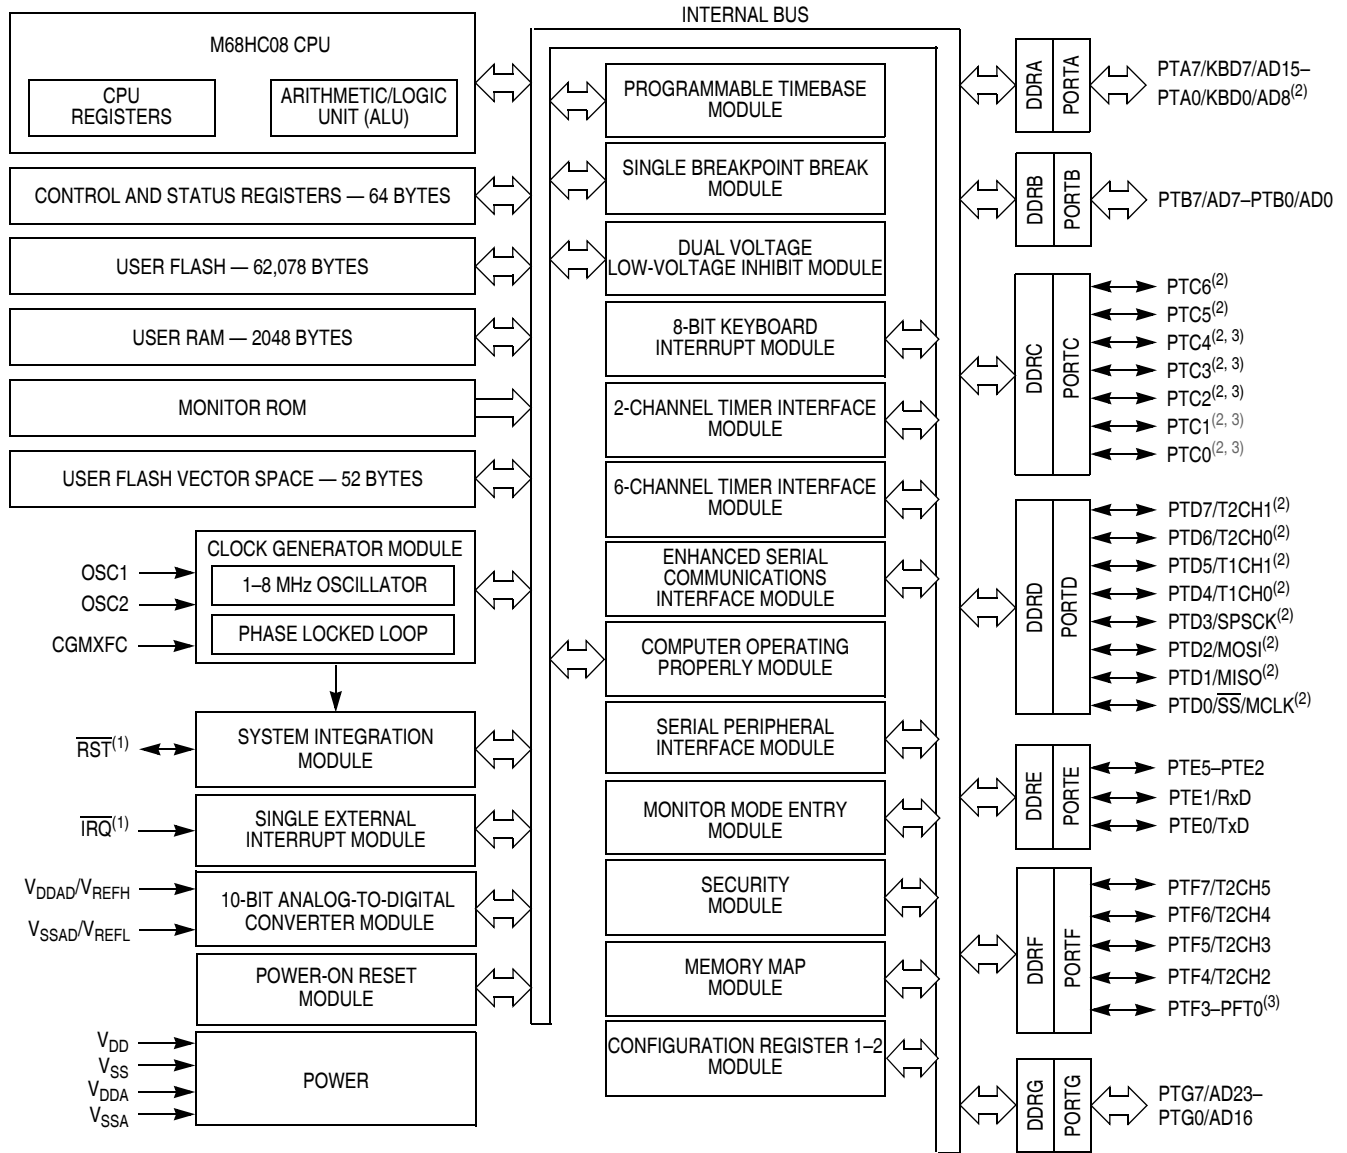 INTERNAL BUS
M68HC08 CPU
CPU
REGISTERS
ARITHMETIC/LOGIC
UNIT (ALU)
CONTROL AND STATUS REGISTERS — 64 BYTES
USER FLASH — 62,078 BYTES
USER RAM — 2048 BYTES
MONITOR ROM
USER FLASH VECTOR SPACE — 52 BYTES
CLOCK GENERATOR MODULE
1–8 MHz OSCILLATOR
PHASE LOCKED LOOP
OSC1
OSC2
CGMXFC
SYSTEM INTEGRATION
MODULE
RST(1)
SINGLE EXTERNAL
INTERRUPT MODULE
IRQ(1)
10-BIT ANALOG-TO-DIGITAL
CONVERTER MODULE
VDDAD/VREFH
VSSAD/VREFL
POWER-ON RESET
MODULE
POWER
VDD
VSS
VDDA
VSSA
PROGRAMMABLE TIMEBASE
MODULE
SINGLE BREAKPOINT BREAK
MODULE
DUAL VOLTAGE
LOW-VOLTAGE INHIBIT MODULE
8-BIT KEYBOARD
INTERRUPT MODULE
2-CHANNEL TIMER INTERFACE
MODULE
6-CHANNEL TIMER INTERFACE
MODULE
ENHANCED SERIAL
COMMUNICATIONS
INTERFACE MODULE
COMPUTER OPERATING
PROPERLY MODULE
SERIAL PERIPHERAL
INTERFACE MODULE
MONITOR MODE ENTRY
MODULE
SECURITY
MODULE
MEMORY MAP
MODULE
CONFIGURATION REGISTER 1–2
MODULE
DDRA
PORTA
PTA7/KBD7/AD15–
PTA0/KBD0/AD8(2)
DDRB
PORTB
PTB7/AD7–PTB0/AD0
DDRC
PORTC
PTC6(2)
PTC5(2)
PTC4(2, 3)
PTC3(2, 3)
PTC2(2, 3)
PTC1(2, 3)
PTC0(2, 3)
DDRD
PORTD
PTD7/T2CH1(2)
PTD6/T2CH0(2)
PTD5/T1CH1(2)
PTD4/T1CH0(2)
PTD3/SPSCK(2)
PTD2/MOSI(2)
PTD1/MISO(2)
PTD0/SS/MCLK(2)
DDRE
PORTE
PTE5–PTE2
PTE1/RxD
PTE0/TxD
DDRF
PORTF
PTF7/T2CH5
PTF6/T2CH4
PTF5/T2CH3
PTF4/T2CH2
PTF3–PFT0(3)
DDRG
PORTG
PTG7/AD23–
PTG0/AD16